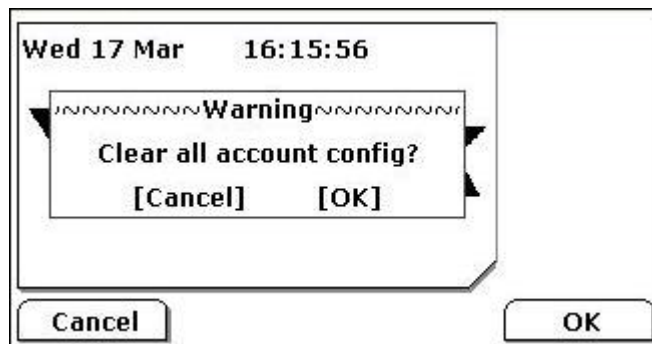 Wed 17 Mar 16:15:56
~~~~~~~~Warning~~~~~~~~
Clear all account config?
[Cancel] [OK]
Cancel OK